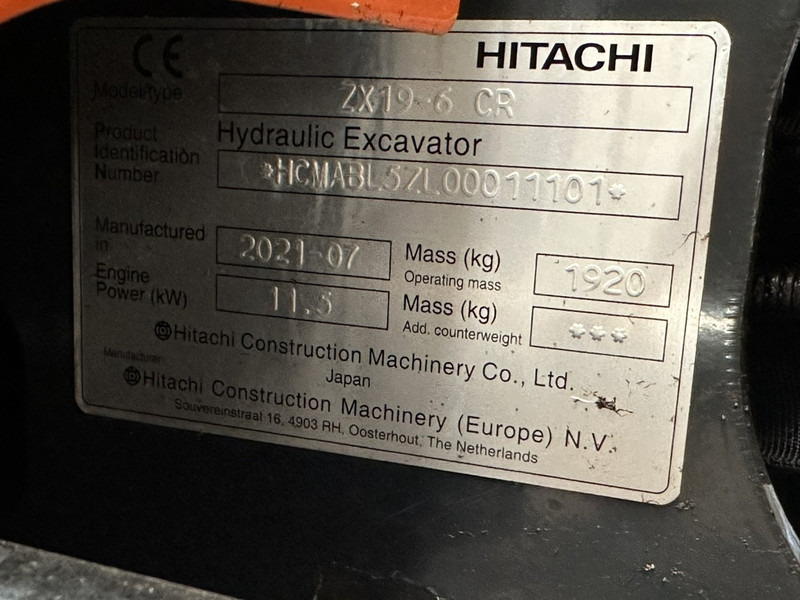 CE HITACHI
Model/type ZX19-6 CR
Hydraulic Excavator
Product
Identification
Number *HCMABL5ZL00011101*
Manufactured
in 2021-07
Mass (kg)
Operating mass 1920
Engine
Power (kW) 11.5
Mass (kg)
Add. counterweight ***
Hitachi Construction Machinery Co., Ltd.
Japan
Manufacturer:
Hitachi Construction Machinery (Europe) N.V.
Souvereinstraat 16, 4903 RH, Oosterhout, The Netherlands